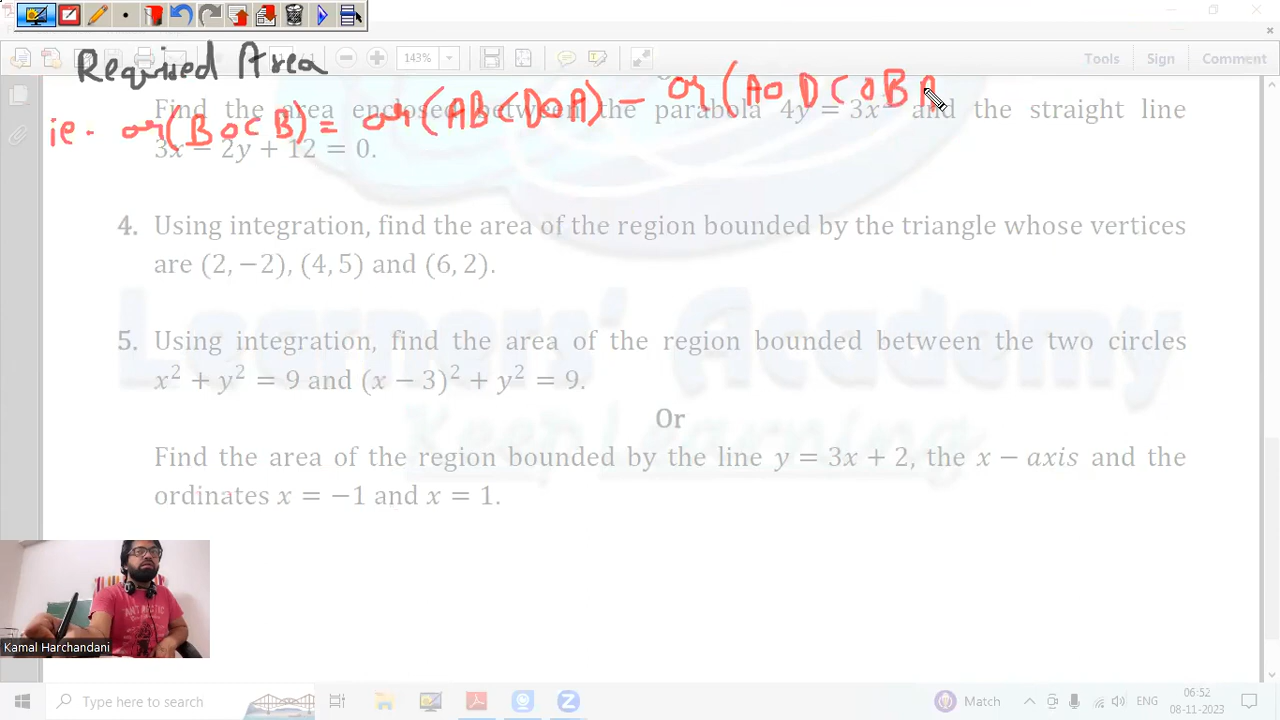 143%
Tools Sign Comments
Required Area
Find the area enclosed between the parabola 4y = 3x² and the straight line
ie. ar(BOCB) = ar(ABCDOA) - ar(AODCOBA
3x − 2y + 12 = 0.
4. Using integration, find the area of the region bounded by the triangle whose vertices
are (2, −2), (4, 5) and (6, 2).
5. Using integration, find the area of the region bounded between the two circles
x² + y² = 9 and (x − 3)² + y² = 9.
Or
Find the area of the region bounded by the line y = 3x + 2, the x − axis and the
ordinates x = −1 and x = 1.
Learners' Academy
Keep Learning
Kamal Harchandani
Type here to search
Match
ENG
06:52
08-11-2023